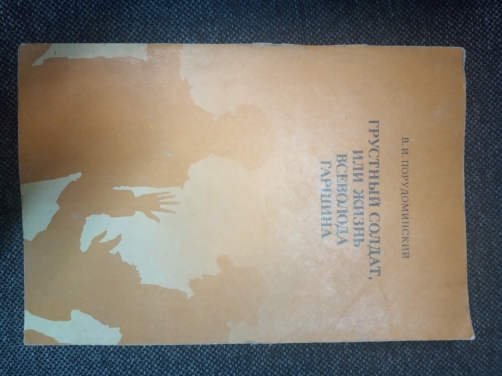 В. И. ПОРУДОМИНСКИЙ
ГРУСТНЫЙ СОЛДАТ,
ИЛИ ЖИЗНЬ
ВСЕВОЛОДА
ГАРШИНА